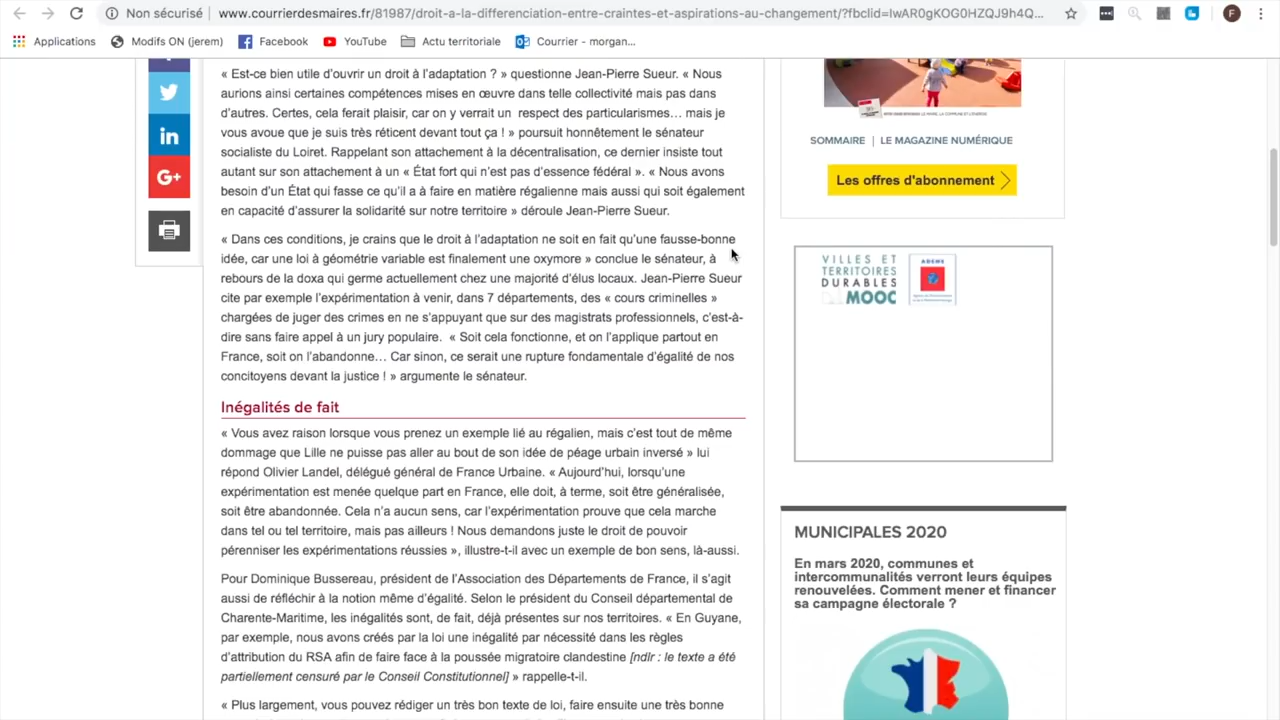 Non sécurisé | www.courrierdesmaires.fr/81987/droit-a-la-differenciation-entre-craintes-et-aspirations-au-changement/?fbclid=IwAR0gKOG0HZQJ9h4Q...
F
Applications Modifs ON (jerem) Facebook YouTube Actu territoriale Courrier - morgan...
« Est-ce bien utile d'ouvrir un droit à l'adaptation ? » questionne Jean-Pierre Sueur. « Nous
aurions ainsi certaines compétences mises en œuvre dans telle collectivité mais pas dans
d'autres. Certes, cela ferait plaisir, car on y verrait un respect des particularismes… mais je
vous avoue que je suis très réticent devant tout ça ! » poursuit honnêtement le sénateur
socialiste du Loiret. Rappelant son attachement à la décentralisation, ce dernier insiste tout
autant sur son attachement à un « État fort qui n'est pas d'essence fédéral ». « Nous avons
besoin d'un État qui fasse ce qu'il a à faire en matière régalienne mais aussi qui soit également
en capacité d'assurer la solidarité sur notre territoire » déroule Jean-Pierre Sueur.
« Dans ces conditions, je crains que le droit à l'adaptation ne soit en fait qu'une fausse-bonne
idée, car une loi à géométrie variable est finalement une oxymore » conclue le sénateur, à
rebours de la doxa qui germe actuellement chez une majorité d'élus locaux. Jean-Pierre Sueur
cite par exemple l'expérimentation à venir, dans 7 départements, des « cours criminelles »
chargées de juger des crimes en ne s'appuyant que sur des magistrats professionnels, c'est-à-
dire sans faire appel à un jury populaire. « Soit cela fonctionne, et on l'applique partout en
France, soit on l'abandonne… Car sinon, ce serait une rupture fondamentale d'égalité de nos
concitoyens devant la justice ! » argumente le sénateur.
Inégalités de fait
« Vous avez raison lorsque vous prenez un exemple lié au régalien, mais c'est tout de même
dommage que Lille ne puisse pas aller au bout de son idée de péage urbain inversé » lui
répond Olivier Landel, délégué général de France Urbaine. « Aujourd'hui, lorsqu'une
expérimentation est menée quelque part en France, elle doit, à terme, soit être généralisée,
soit être abandonnée. Cela n'a aucun sens, car l'expérimentation prouve que cela marche
dans tel ou tel territoire, mais pas ailleurs ! Nous demandons juste le droit de pouvoir
pérenniser les expérimentations réussies », illustre-t-il avec un exemple de bon sens, là-aussi.
Pour Dominique Bussereau, président de l'Association des Départements de France, il s'agit
aussi de réfléchir à la notion même d'égalité. Selon le président du Conseil départemental de
Charente-Maritime, les inégalités sont, de fait, déjà présentes sur nos territoires. « En Guyane,
par exemple, nous avons créés par la loi une inégalité par nécessité dans les règles
d'attribution du RSA afin de faire face à la poussée migratoire clandestine [ndlr : le texte a été
partiellement censuré par le Conseil Constitutionnel] » rappelle-t-il.
« Plus largement, vous pouvez rédiger un très bon texte de loi, faire ensuite une très bonne
in
G+
SOMMAIRE | LE MAGAZINE NUMÉRIQUE
Les offres d'abonnement
VILLES ET
TERRITOIRES
DURABLES
MOOC
ADEME
MUNICIPALES 2020
En mars 2020, communes et
intercommunalités verront leurs équipes
renouvelées. Comment mener et financer
sa campagne électorale ?